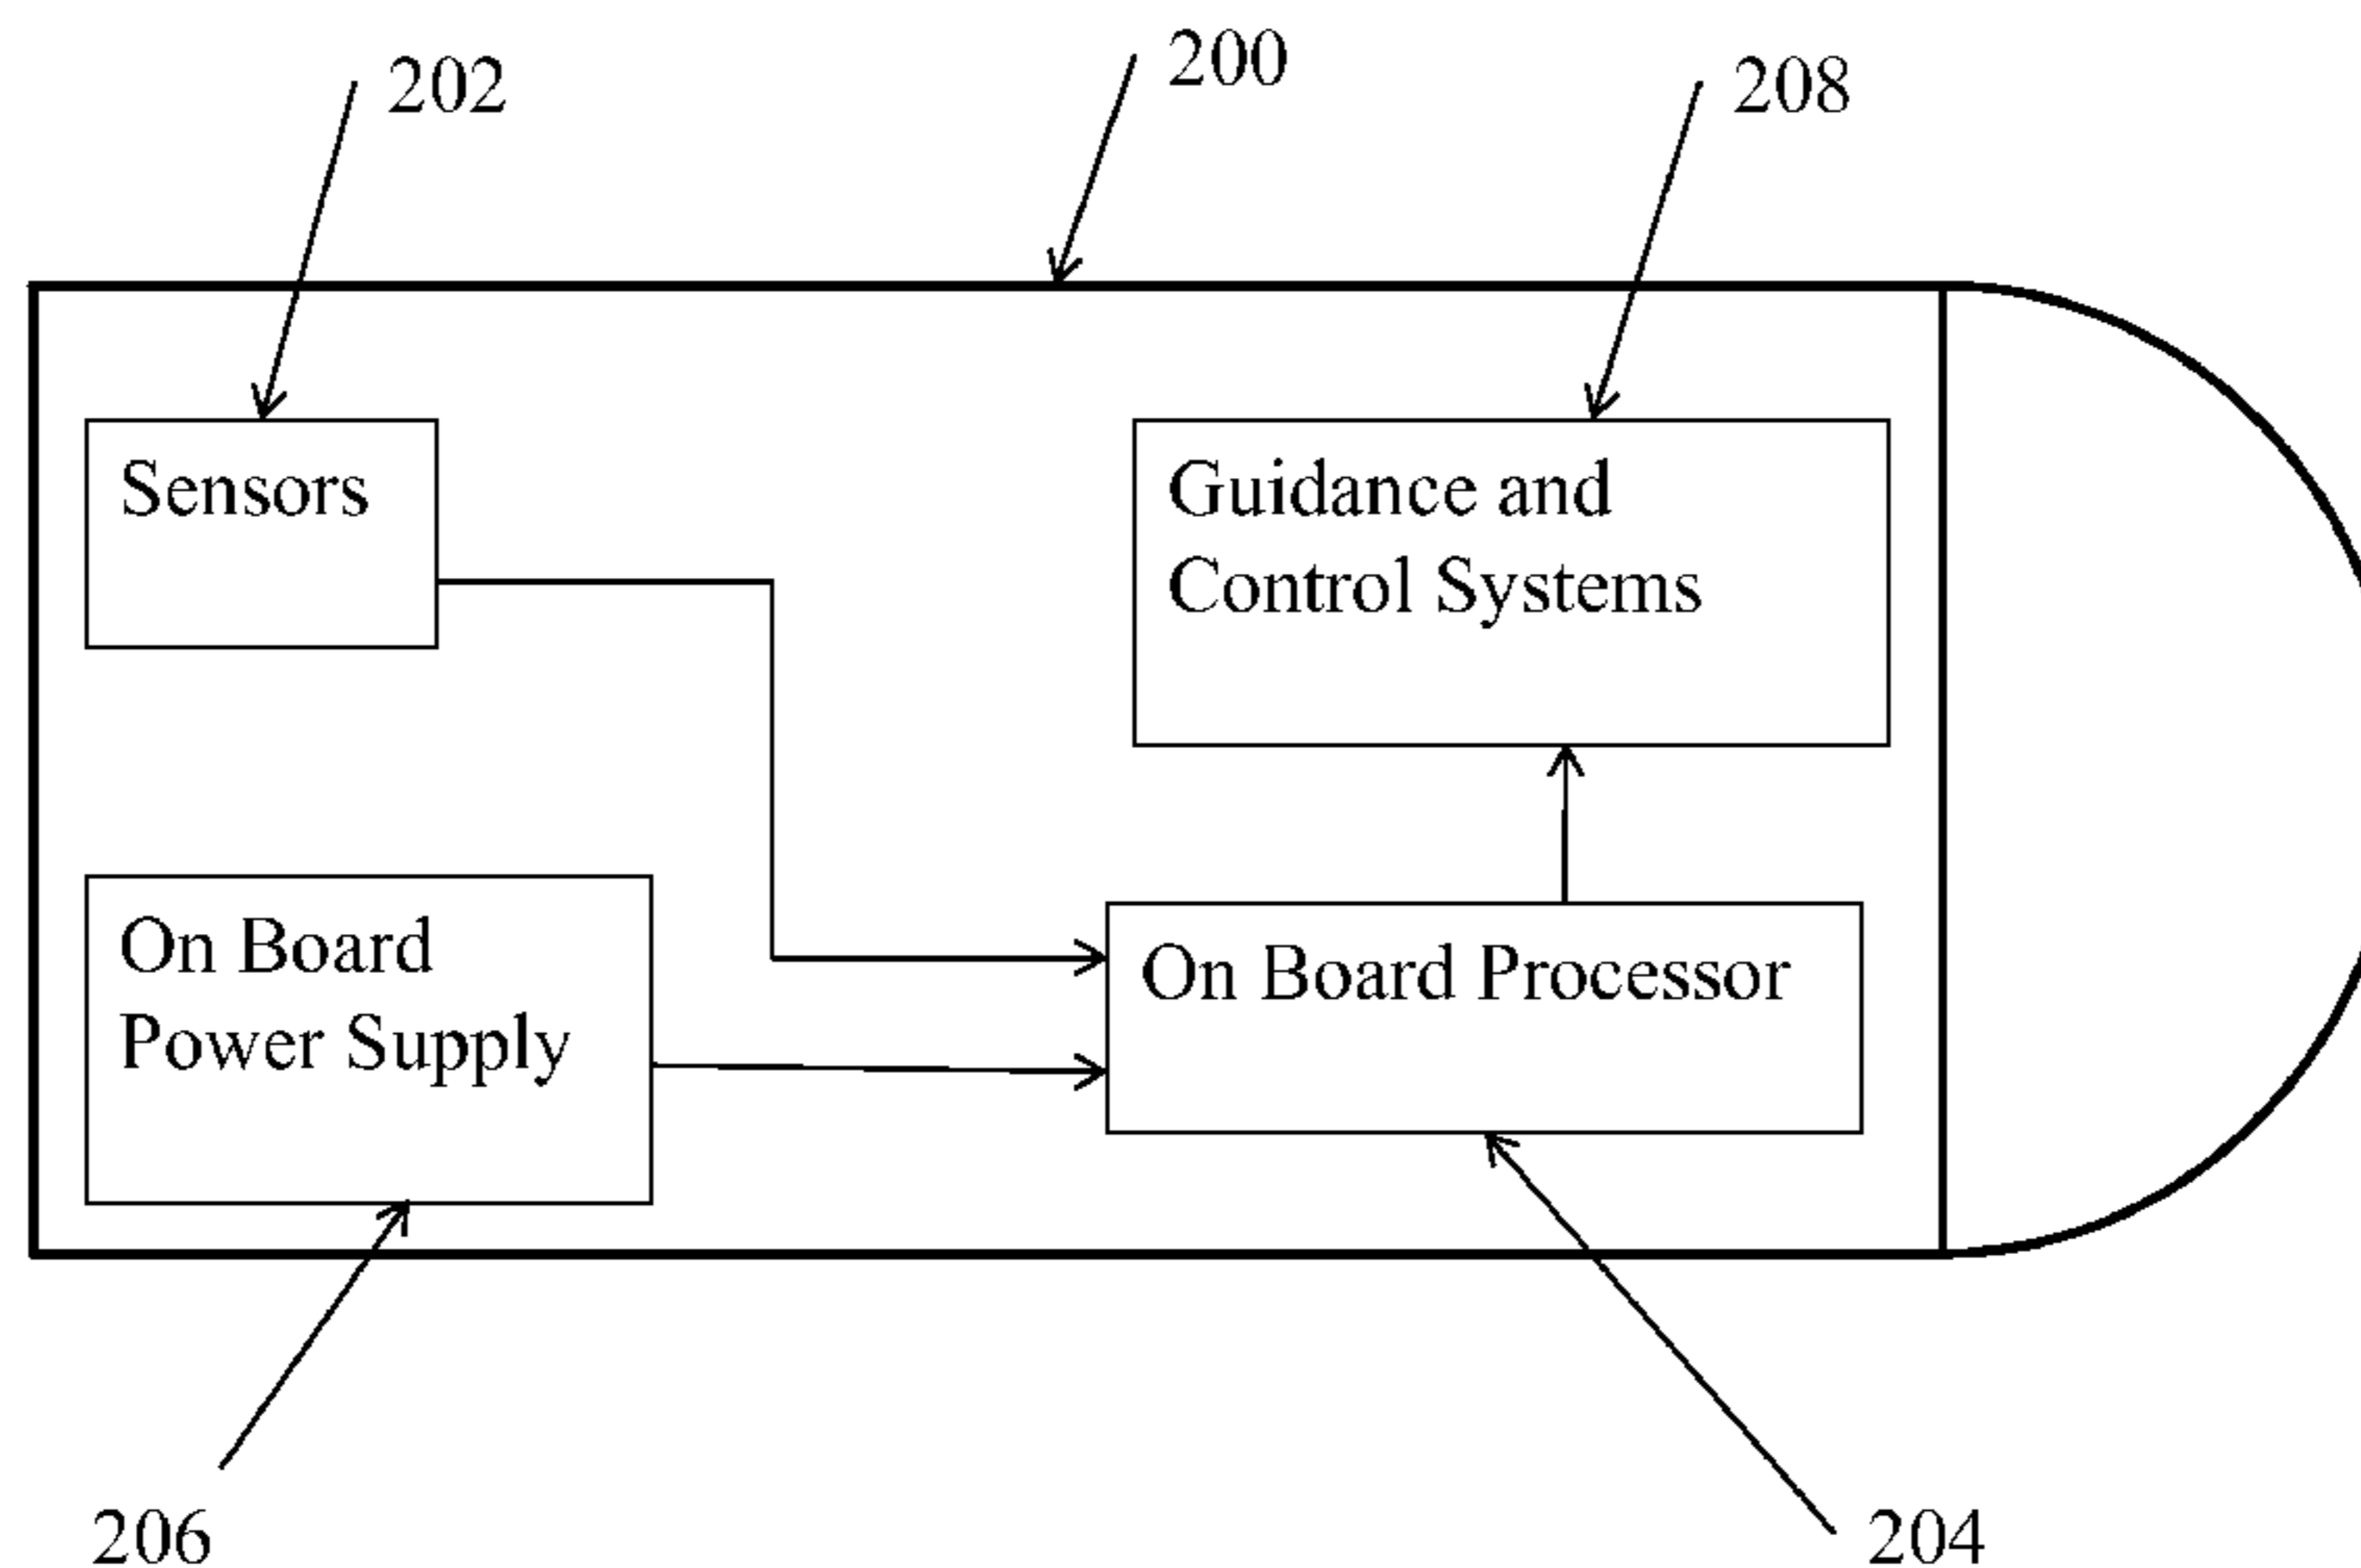 200
202
208
Sensors
Guidance and
Control Systems
On Board
Power Supply
On Board Processor
206
204